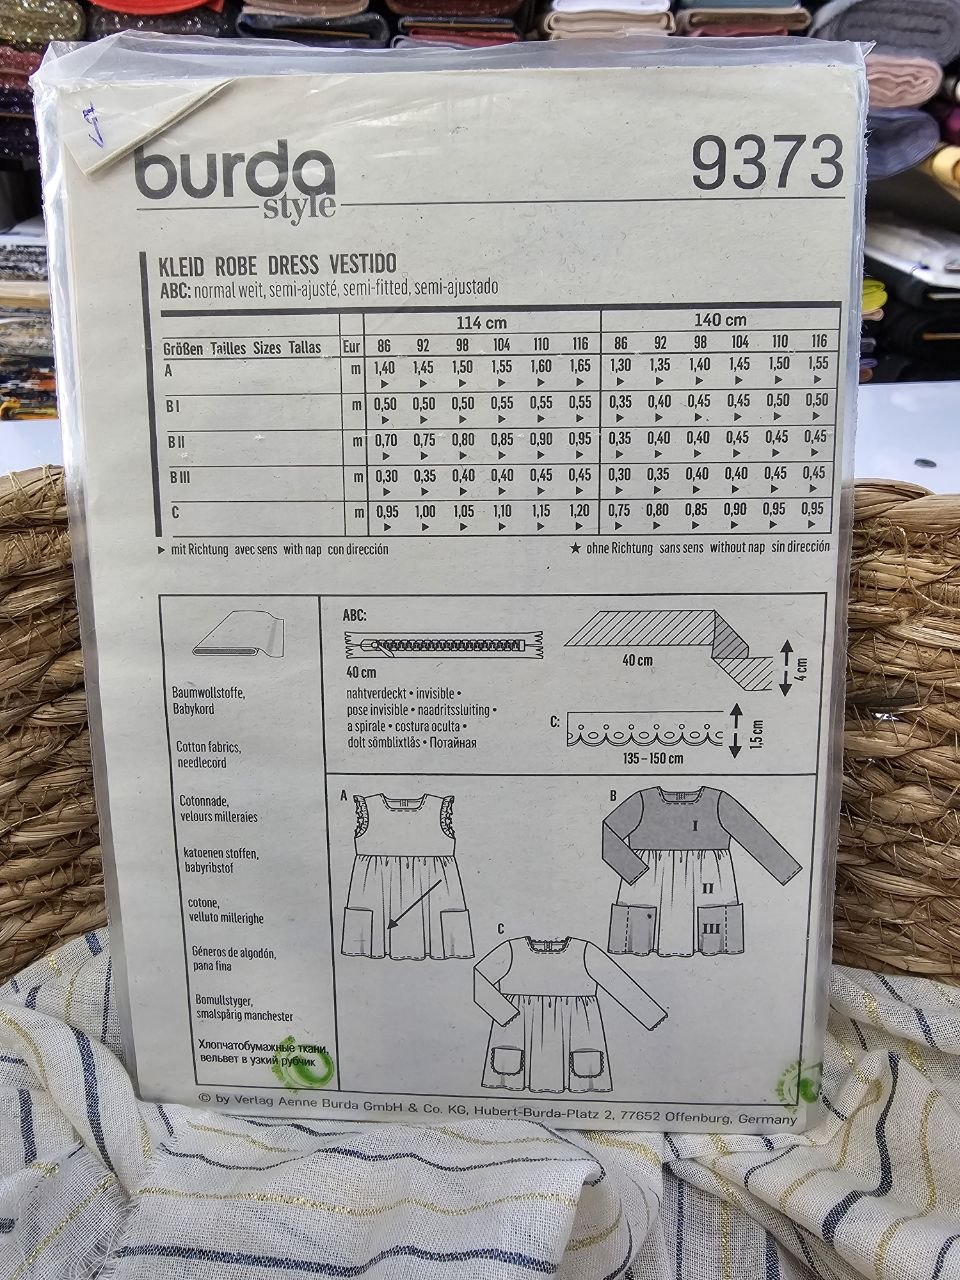 burda
style
9373
KLEID ROBE DRESS VESTIDO
ABC: normal weit, semi-ajusté, semi-fitted, semi-ajustado
114 cm 140 cm
Größen Tailles Sizes Tallas Eur 86 92 98 104 110 116 86 92 98 104 110 116
A m 1,40 1,45 1,50 1,55 1,60 1,65 1,30 1,35 1,40 1,45 1,50 1,55
B I m 0,50 0,50 0,50 0,55 0,55 0,55 0,35 0,40 0,45 0,45 0,50 0,50
B II m 0,70 0,75 0,80 0,85 0,90 0,95 0,35 0,40 0,40 0,45 0,45 0,45
B III m 0,30 0,35 0,40 0,40 0,45 0,45 0,30 0,35 0,40 0,40 0,45 0,45
C m 0,95 1,00 1,05 1,10 1,15 1,20 0,75 0,80 0,85 0,90 0,95 0,95
▶ mit Richtung avec sens with nap con dirección ★ ohne Richtung sans sens without nap sin dirección
Baumwollstoffe,
Babykord
Cotton fabrics,
needlecord
Cotonnade,
velours milleraies
katoenen stoffen,
babyribstof
cotone,
velluto millerighe
Géneros de algodón,
pana fina
Bomullstyger,
smalspårig manchester
Хлопчатобумажные ткани,
вельвет в узкий рубчик
ABC:
40 cm
nahtverdeckt • invisible •
pose invisible • naadritssluiting •
a spirale • costura oculta •
dolt sömblixtlås • Потайная
40 cm
4 cm
C:
1,5 cm
135 – 150 cm
A
B
I
II
III
C
© by Verlag Aenne Burda GmbH & Co. KG, Hubert-Burda-Platz 2, 77652 Offenburg, Germany